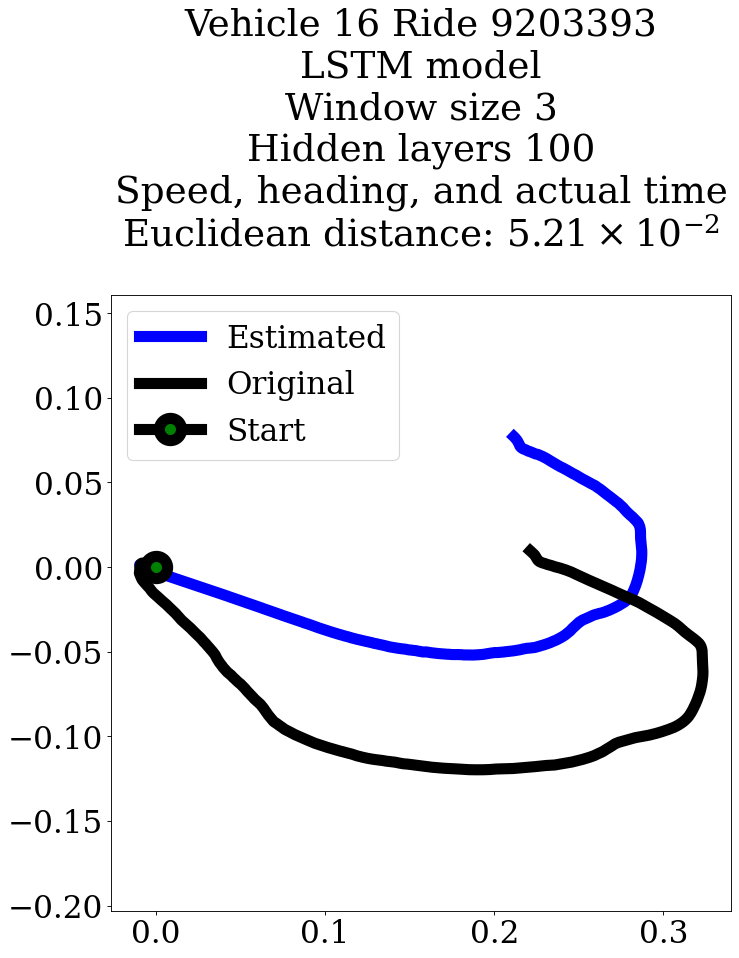 Vehicle 16 Ride 9203393
LSTM model
Window size 3
Hidden layers 100
Speed, heading, and actual time
Euclidean distance: 5.21 × 10⁻²
Estimated
Original
Start
0.15
0.10
0.05
0.00
−0.05
−0.10
−0.15
−0.20
0.0 0.1 0.2 0.3